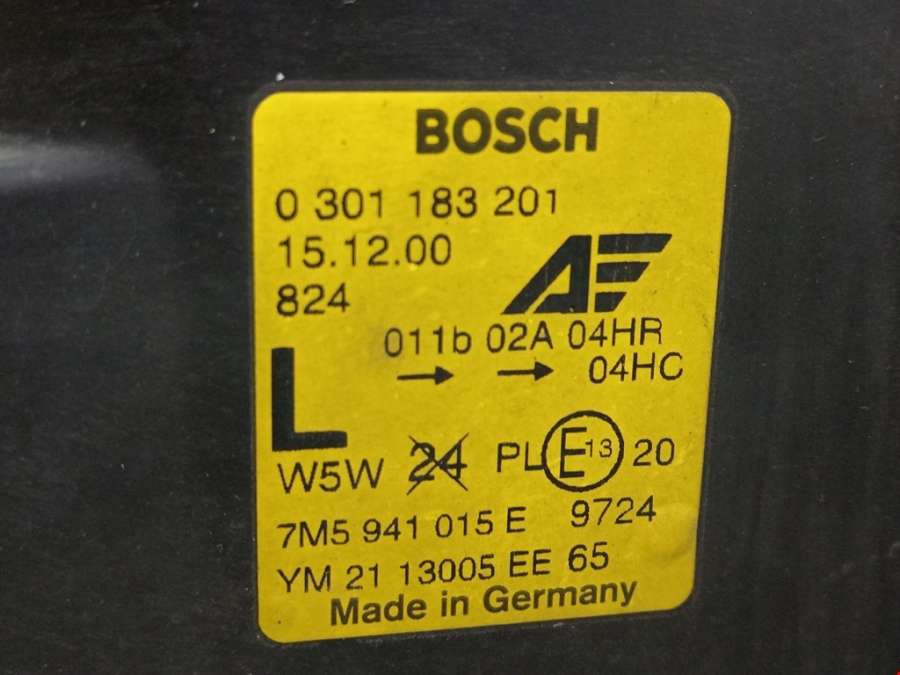 BOSCH
0 301 183 201
15.12.00
824
011b 02A 04HR
→ → 04HC
L
W5W 24 PL E13 20
7M5 941 015 E 9724
YM 21 13005 EE 65
Made in Germany